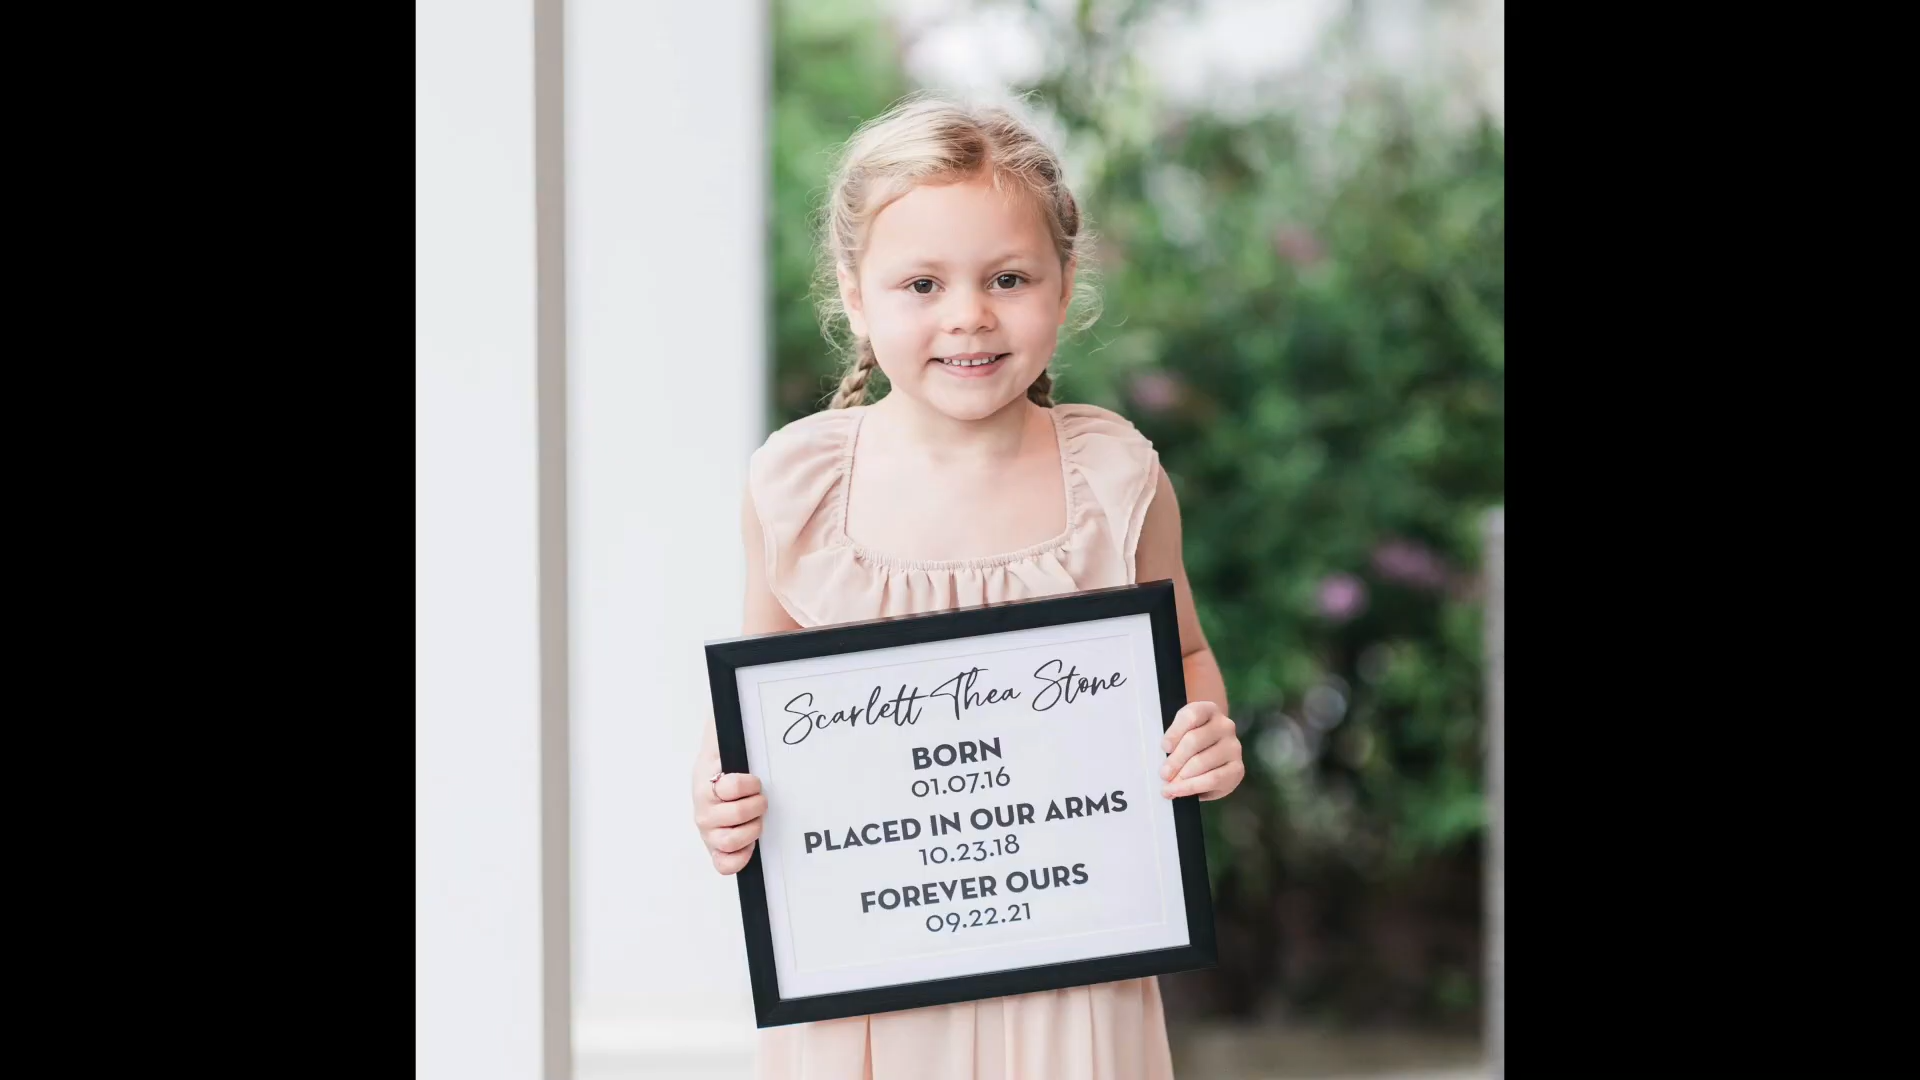 Scarlett Thea Stone
BORN
01.07.16
PLACED IN OUR ARMS
10.23.18
FOREVER OURS
09.22.21